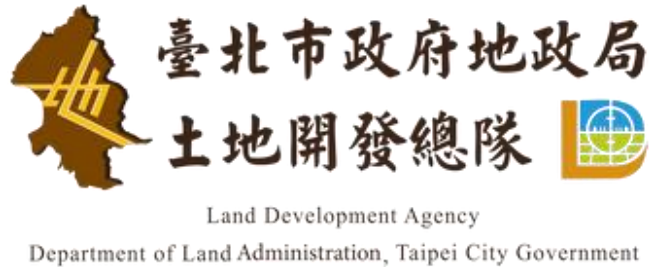 臺北市政府地政局
土地開發總隊
Land Development Agency
Department of Land Administration, Taipei City Government